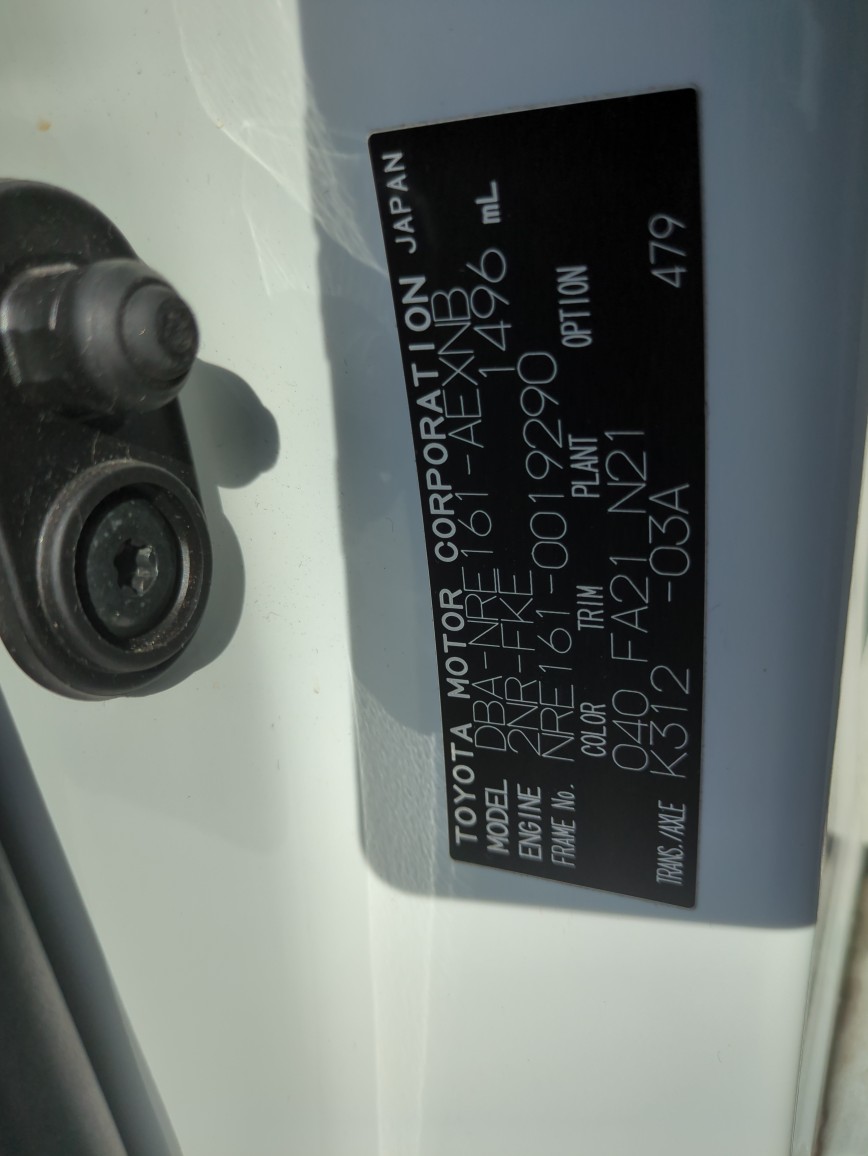 TOYOTA MOTOR CORPORATION JAPAN
MODEL DBA-NRE161-AEXNB
ENGINE 2NR-FKE 1496 mL
FRAME No. NRE161-0019290
COLOR TRIM PLANT OPTION
040 FA21 N21
TRANS./AXLE K312 -03A 479